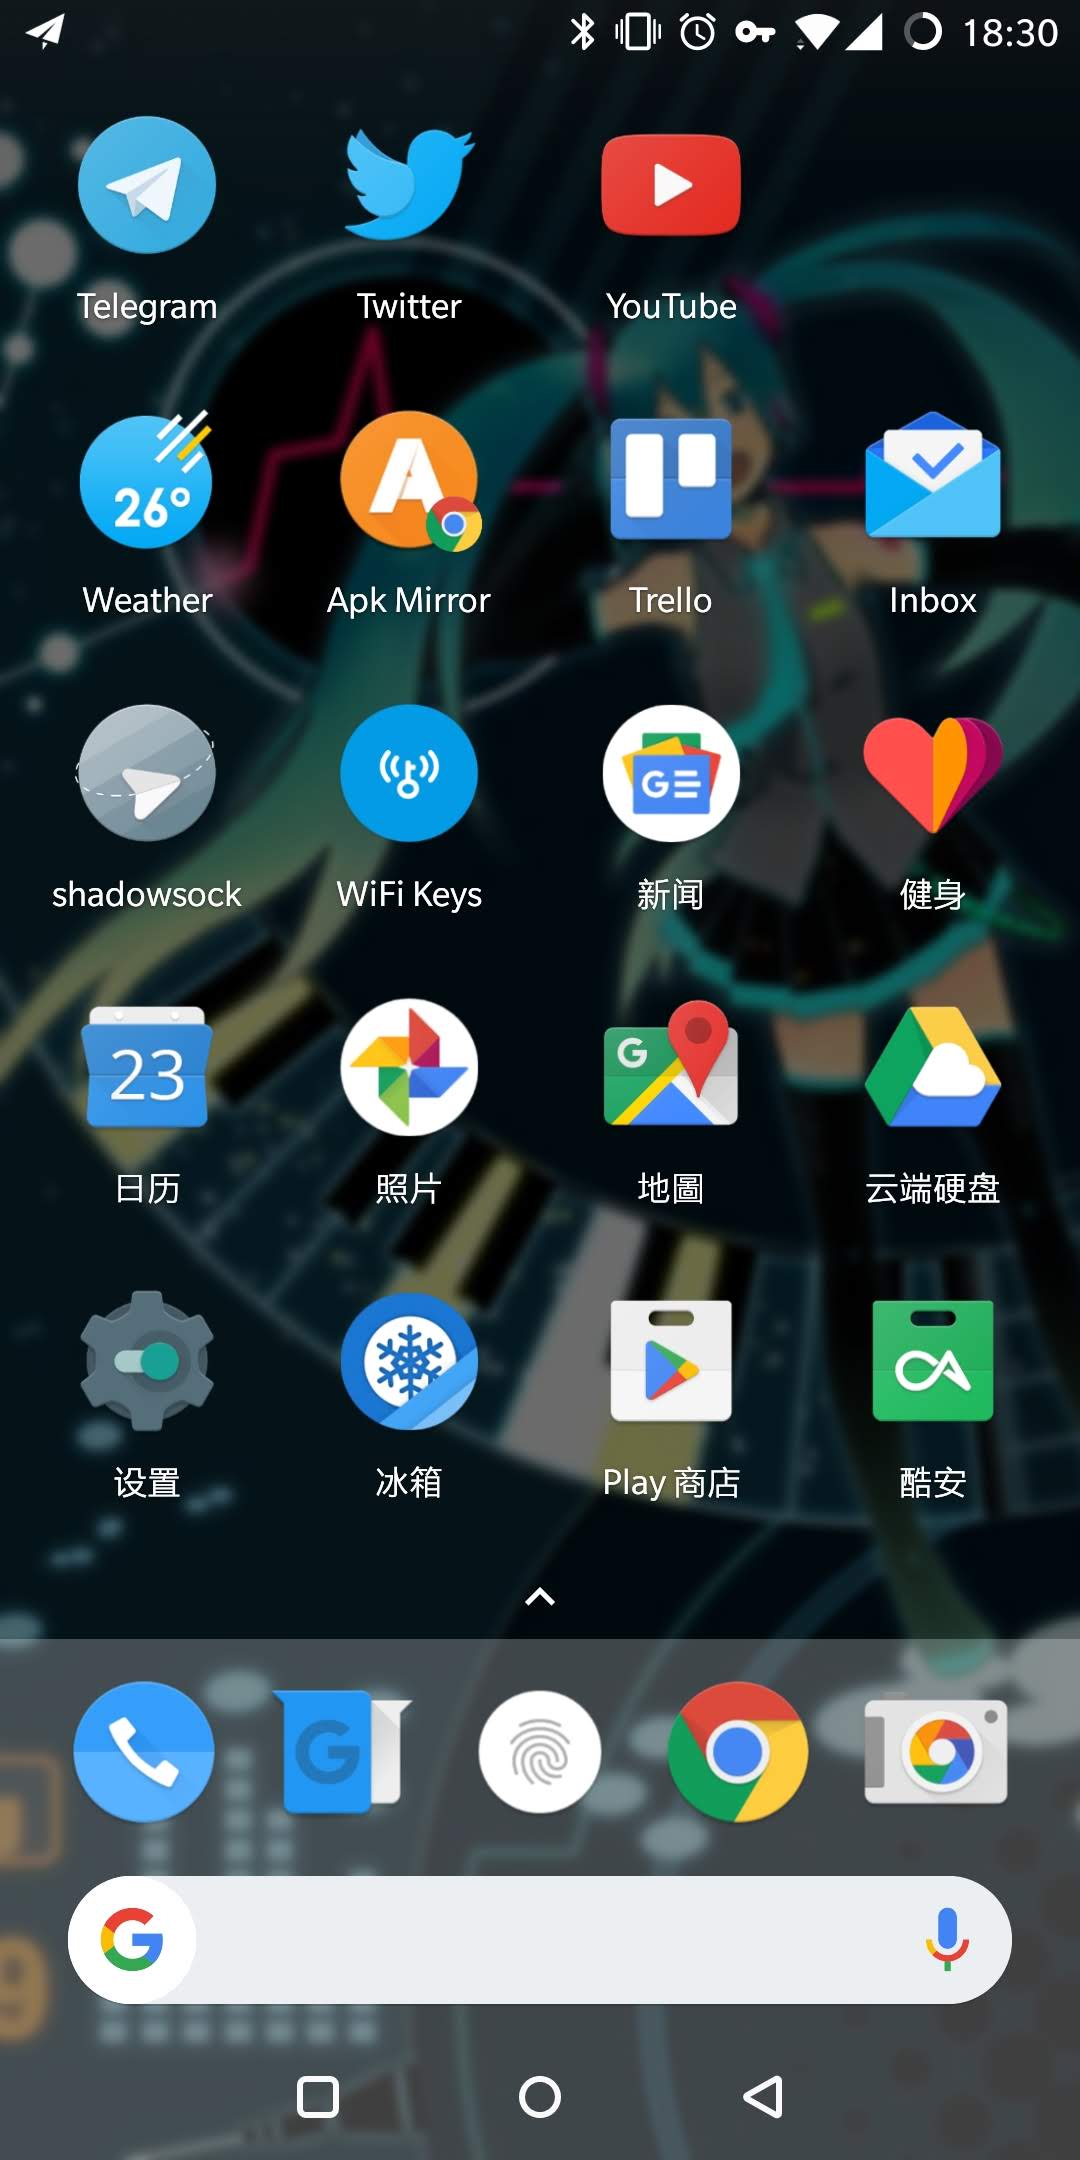 18:30
Telegram
Twitter
YouTube
26°
Weather
Apk Mirror
Trello
Inbox
shadowsock
WiFi Keys
新闻
健身
23
日历
照片
地圖
云端硬盘
设置
冰箱
Play 商店
酷安